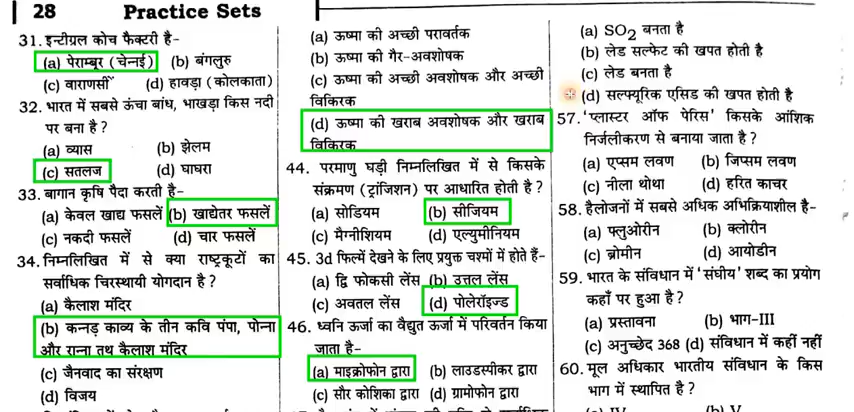 28 Practice Sets
31. इन्टीग्रल कोच फैक्टरी है-
(a) पेराम्बूर (चेन्नई) (b) बंगलुरु
(c) वाराणसीं (d) हावड़ा (कोलकाता)
32. भारत में सबसे ऊंचा बांध, भाखड़ा किस नदी
पर बना है ?
(a) व्यास (b) झेलम
(c) सतलज (d) घाघरा
33. बागान कृषि पैदा करती है-
(a) केवल खाद्य फसलें (b) खाद्येतर फसलें
(c) नकदी फसलें (d) चार फसलें
34. निम्नलिखित में से क्या राष्ट्रकूटों का
सर्वाधिक चिरस्थायी योगदान है ?
(a) कैलाश मंदिर
(b) कन्नड़ काव्य के तीन कवि पंपा, पोन्ना
और रान्ना तथ कैलाश मंदिर
(c) जैनवाद का संरक्षण
(d) विजय
(a) ऊष्मा की अच्छी परावर्तक
(b) ऊष्मा की गैर-अवशोषक
(c) ऊष्मा की अच्छी अवशोषक और अच्छी
विकिरक
(d) ऊष्मा की खराब अवशोषक और खराब
विकिरक
44. परमाणु घड़ी निम्नलिखित में से किसके
संक्रमण (ट्रांजिशन) पर आधारित होती है ?
(a) सोडियम (b) सीजियम
(c) मैग्नीशियम (d) एल्युमीनियम
45. 3d फिल्में देखने के लिए प्रयुक्त चश्मों में होते हैं-
(a) द्वि फोकसी लेंस (b) उत्तल लेंस
(c) अवतल लेंस (d) पोलेरॉइज्ड
46. ध्वनि ऊर्जा का वैद्युत ऊर्जा में परिवर्तन किया
जाता है-
(a) माइक्रोफोन द्वारा (b) लाउडस्पीकर द्वारा
(c) सौर कोशिका द्वारा (d) ग्रामोफोन द्वारा
(a) SO2 बनता है
(b) लेड सल्फेट की खपत होती है
(c) लेड बनता है
(d) सल्फ्यूरिक एसिड की खपत होती है
57. 'प्लास्टर ऑफ पेरिस' किसके आंशिक
निर्जलीकरण से बनाया जाता है ?
(a) एप्सम लवण (b) जिप्सम लवण
(c) नीला थोथा (d) हरित काचर
58. हैलोजनों में सबसे अधिक अभिक्रियाशील है-
(a) फ्लुओरीन (b) क्लोरीन
(c) ब्रोमीन (d) आयोडीन
59. भारत के संविधान में 'संघीय' शब्द का प्रयोग
कहाँ पर हुआ है ?
(a) प्रस्तावना (b) भाग-III
(c) अनुच्छेद 368 (d) संविधान में कहीं नहीं
60. मूल अधिकार भारतीय संविधान के किस
भाग में स्थापित है ?
(a) IV (b) V